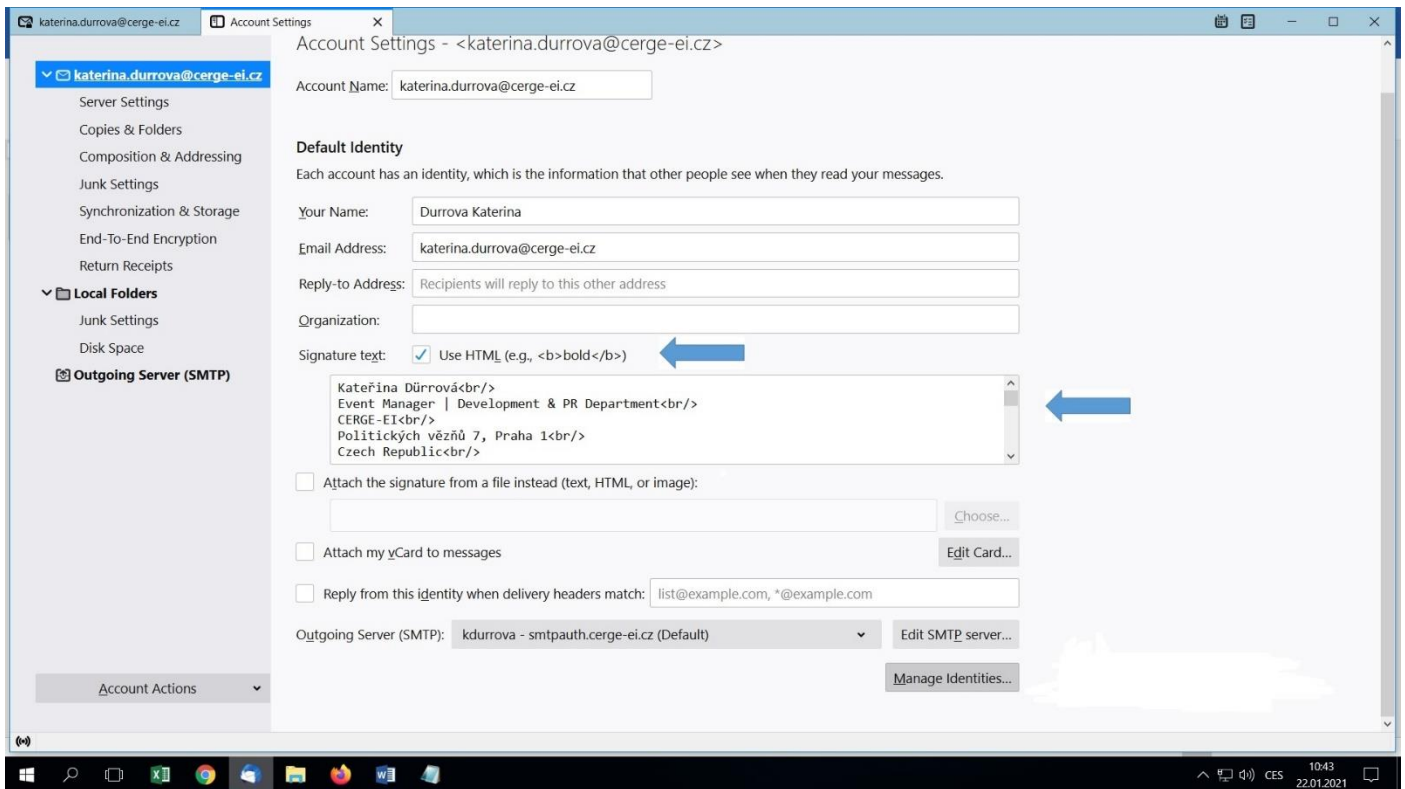 katerina.durrova@cerge-ei.cz
Account Settings
Account Settings - <katerina.durrova@cerge-ei.cz>
katerina.durrova@cerge-ei.cz
Server Settings
Copies & Folders
Composition & Addressing
Junk Settings
Synchronization & Storage
End-To-End Encryption
Return Receipts
Local Folders
Junk Settings
Disk Space
Outgoing Server (SMTP)
Account Actions
Account Name: katerina.durrova@cerge-ei.cz
Default Identity
Each account has an identity, which is the information that other people see when they read your messages.
Your Name: Durrova Katerina
Email Address: katerina.durrova@cerge-ei.cz
Reply-to Address: Recipients will reply to this other address
Organization:
Signature text: Use HTML (e.g., <b>bold</b>)
Kateřina Dürrová<br/>
Event Manager | Development & PR Department<br/>
CERGE-EI<br/>
Politických vězňů 7, Praha 1<br/>
Czech Republic<br/>
Attach the signature from a file instead (text, HTML, or image):
Choose...
Attach my vCard to messages Edit Card...
Reply from this identity when delivery headers match: list@example.com, *@example.com
Outgoing Server (SMTP): kdurrova - smtpauth.cerge-ei.cz (Default) Edit SMTP server...
Manage Identities...
CES 10:43
22.01.2021